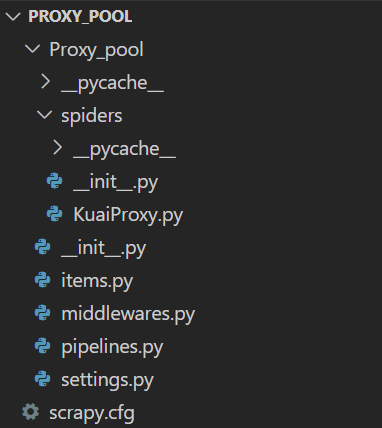 PROXY_POOL
Proxy_pool
__pycache__
spiders
__pycache__
__init__.py
KuaiProxy.py
__init__.py
items.py
middlewares.py
pipelines.py
settings.py
scrapy.cfg